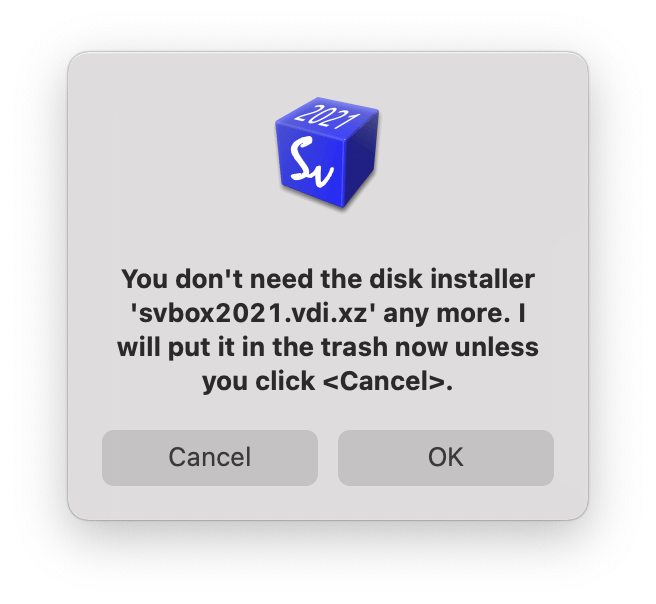 2021
Sv
You don't need the disk installer
'svbox2021.vdi.xz' any more. I
will put it in the trash now unless
you click <Cancel>.
Cancel
OK